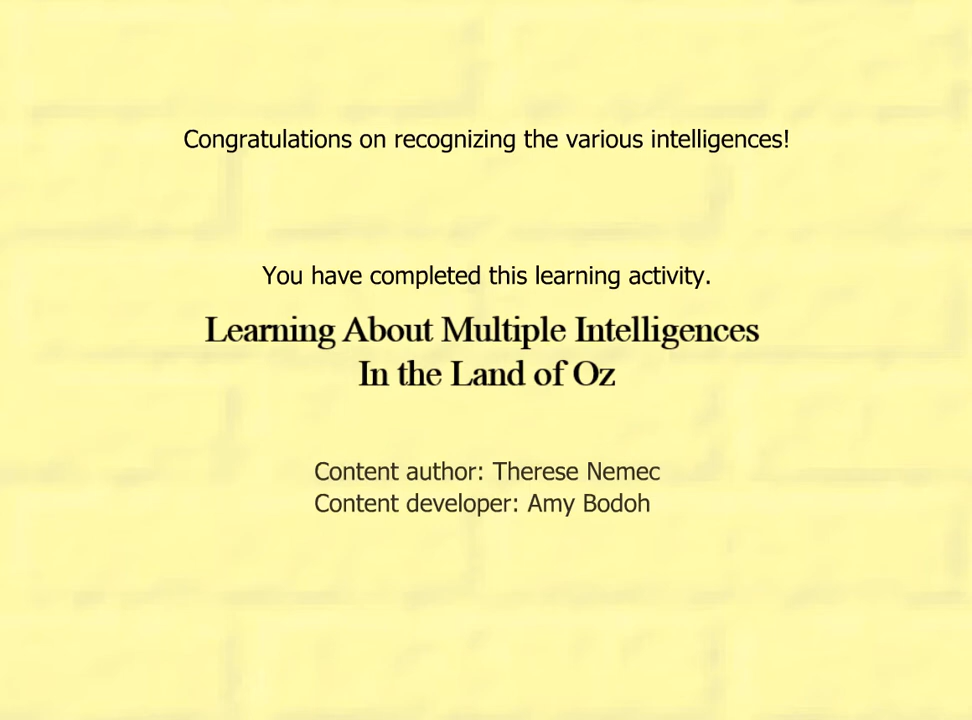 Congratulations on recognizing the various intelligences!
You have completed this learning activity.
Learning About Multiple Intelligences
In the Land of Oz
Content author: Therese Nemec
Content developer: Amy Bodoh